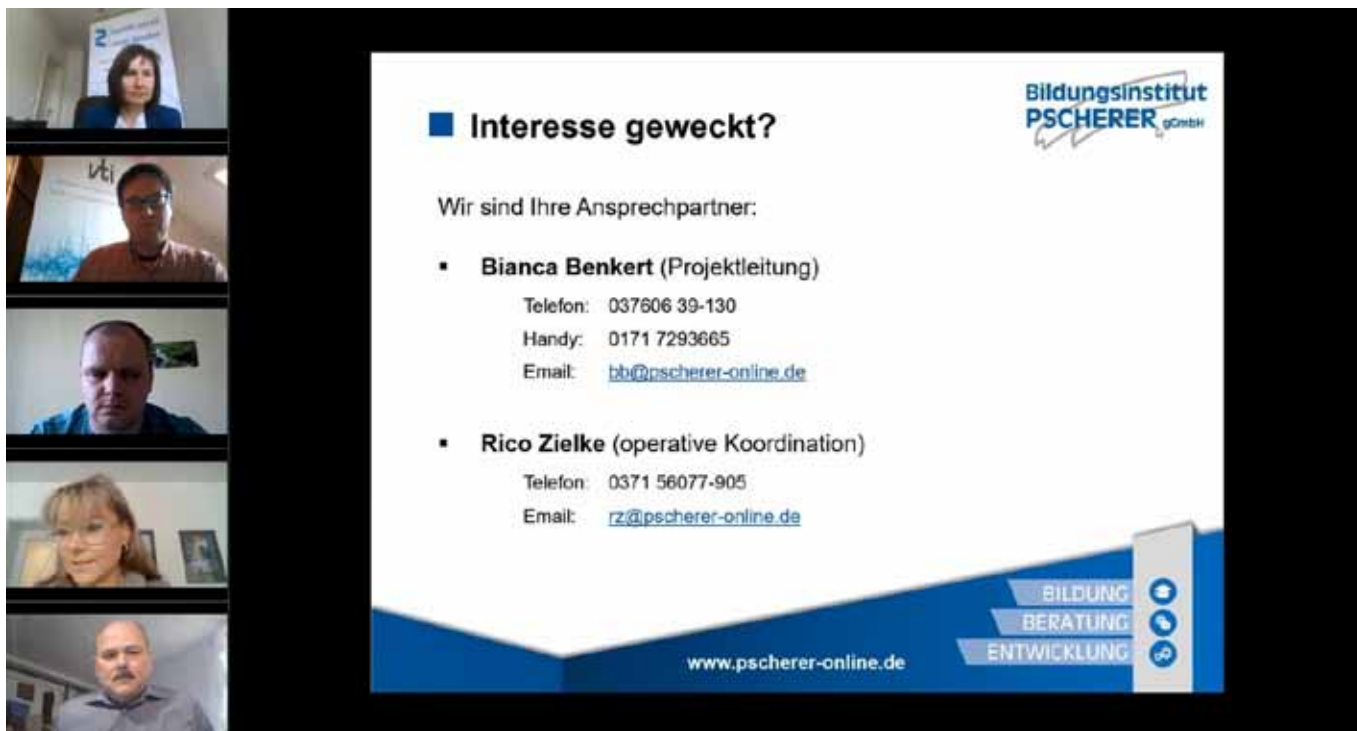 vti
Bildungsinstitut
PSCHERER gGmbH
Interesse geweckt?
Wir sind Ihre Ansprechpartner:
Bianca Benkert (Projektleitung)
Telefon: 037606 39-130
Handy: 0171 7293665
Email: bb@pscherer-online.de
Rico Zielke (operative Koordination)
Telefon: 0371 56077-905
Email: rz@pscherer-online.de
BILDUNG
BERATUNG
ENTWICKLUNG
www.pscherer-online.de